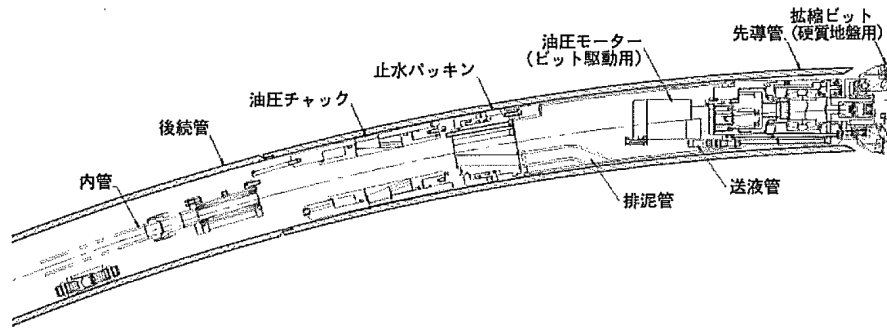 拡縮ビット
先導管（硬質地盤用）
油圧モーター
（ビット駆動用）
止水パッキン
油圧チャック
後続管
内管
排泥管
送液管